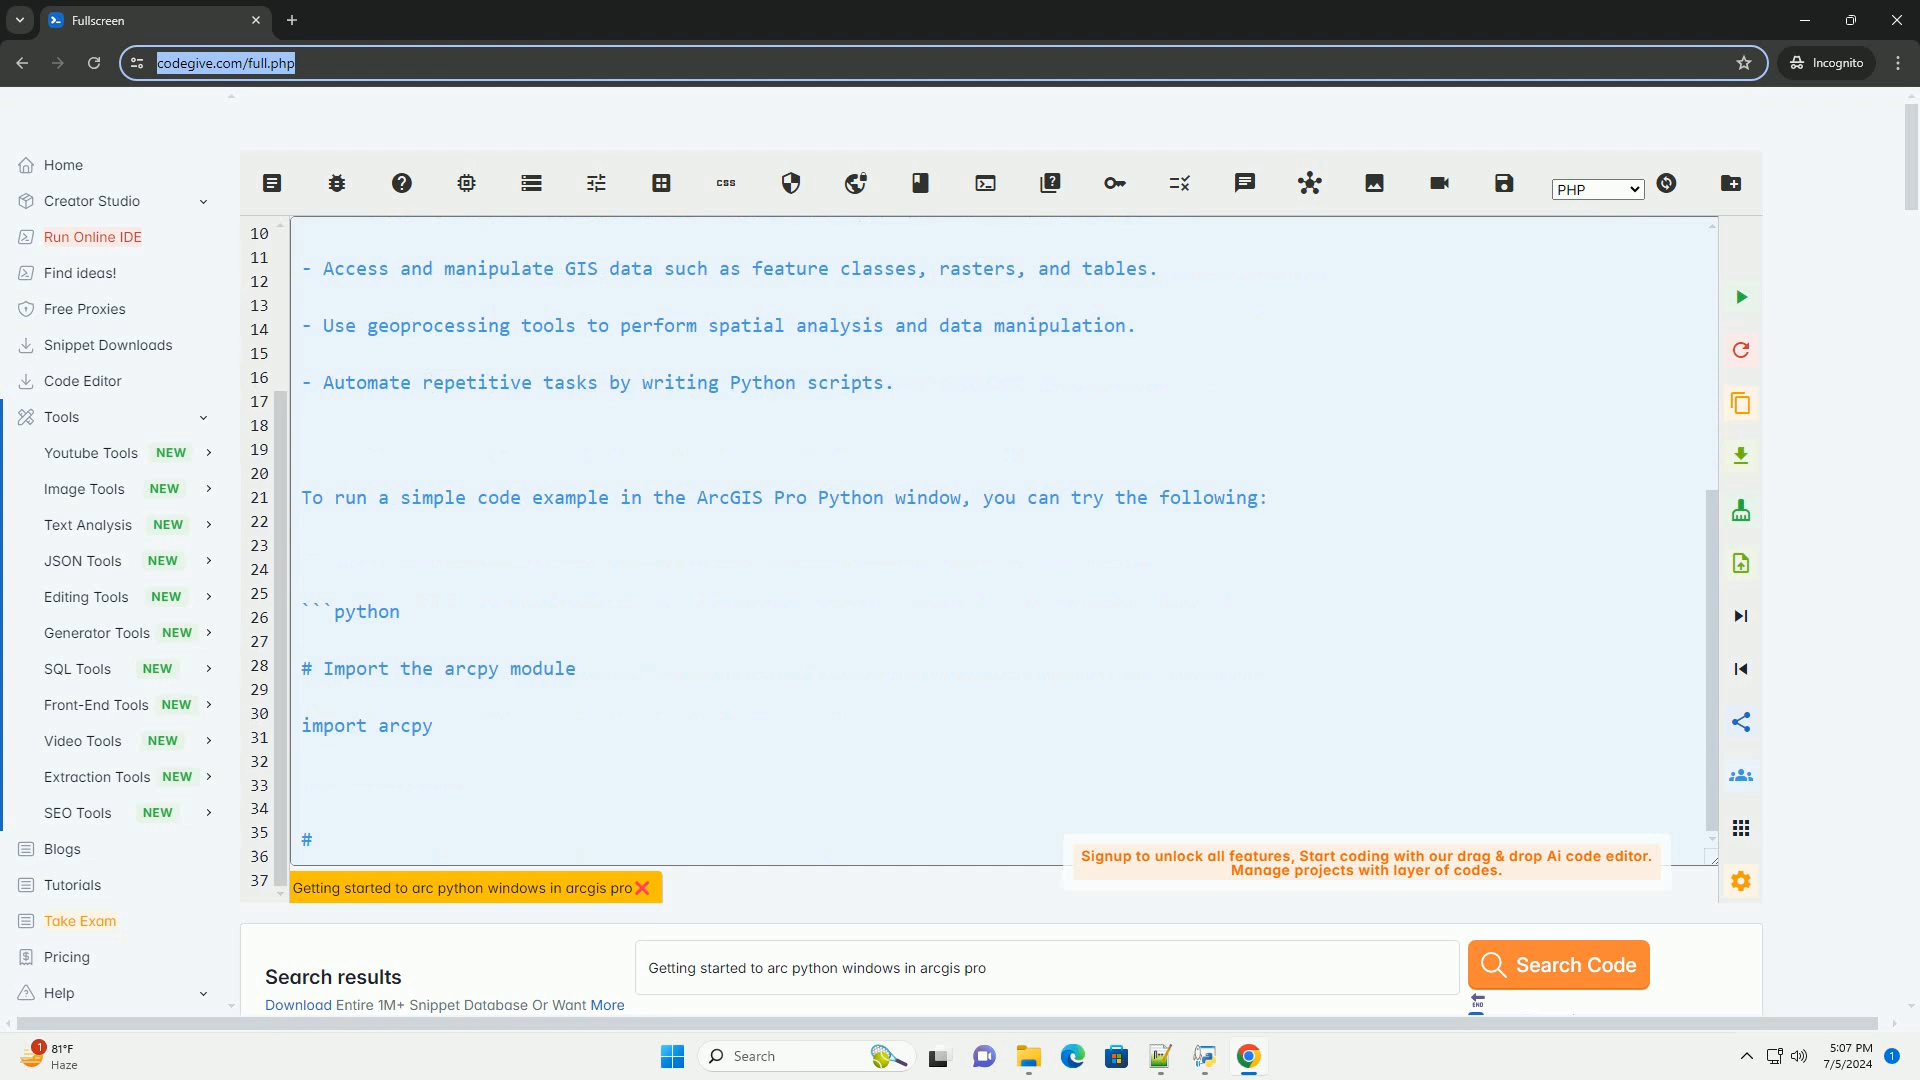 Fullscreen
codegive.com/full.php
Incognito
Home
Creator Studio
Run Online IDE
Find ideas!
Free Proxies
Snippet Downloads
Code Editor
Tools
Youtube Tools NEW
Image Tools NEW
Text Analysis NEW
JSON Tools NEW
Editing Tools NEW
Generator Tools NEW
SQL Tools NEW
Front-End Tools NEW
Video Tools NEW
Extraction Tools NEW
SEO Tools NEW
Blogs
Tutorials
Take Exam
Pricing
Help
css
PHP
10
11
12
13
14
15
16
17
18
19
20
21
22
23
24
25
26
27
28
29
30
31
32
33
34
35
36
37
- Access and manipulate GIS data such as feature classes, rasters, and tables.
- Use geoprocessing tools to perform spatial analysis and data manipulation.
- Automate repetitive tasks by writing Python scripts.
To run a simple code example in the ArcGIS Pro Python window, you can try the following:
```python
# Import the arcpy module
import arcpy
#
Signup to unlock all features, Start coding with our drag & drop Ai code editor.
Manage projects with layer of codes.
Getting started to arc python windows in arcgis pro
Search results
Download Entire 1M+ Snippet Database Or Want More
Getting started to arc python windows in arcgis pro
Search Code
END
1
81°F
Haze
Search
5:07 PM
7/5/2024
1